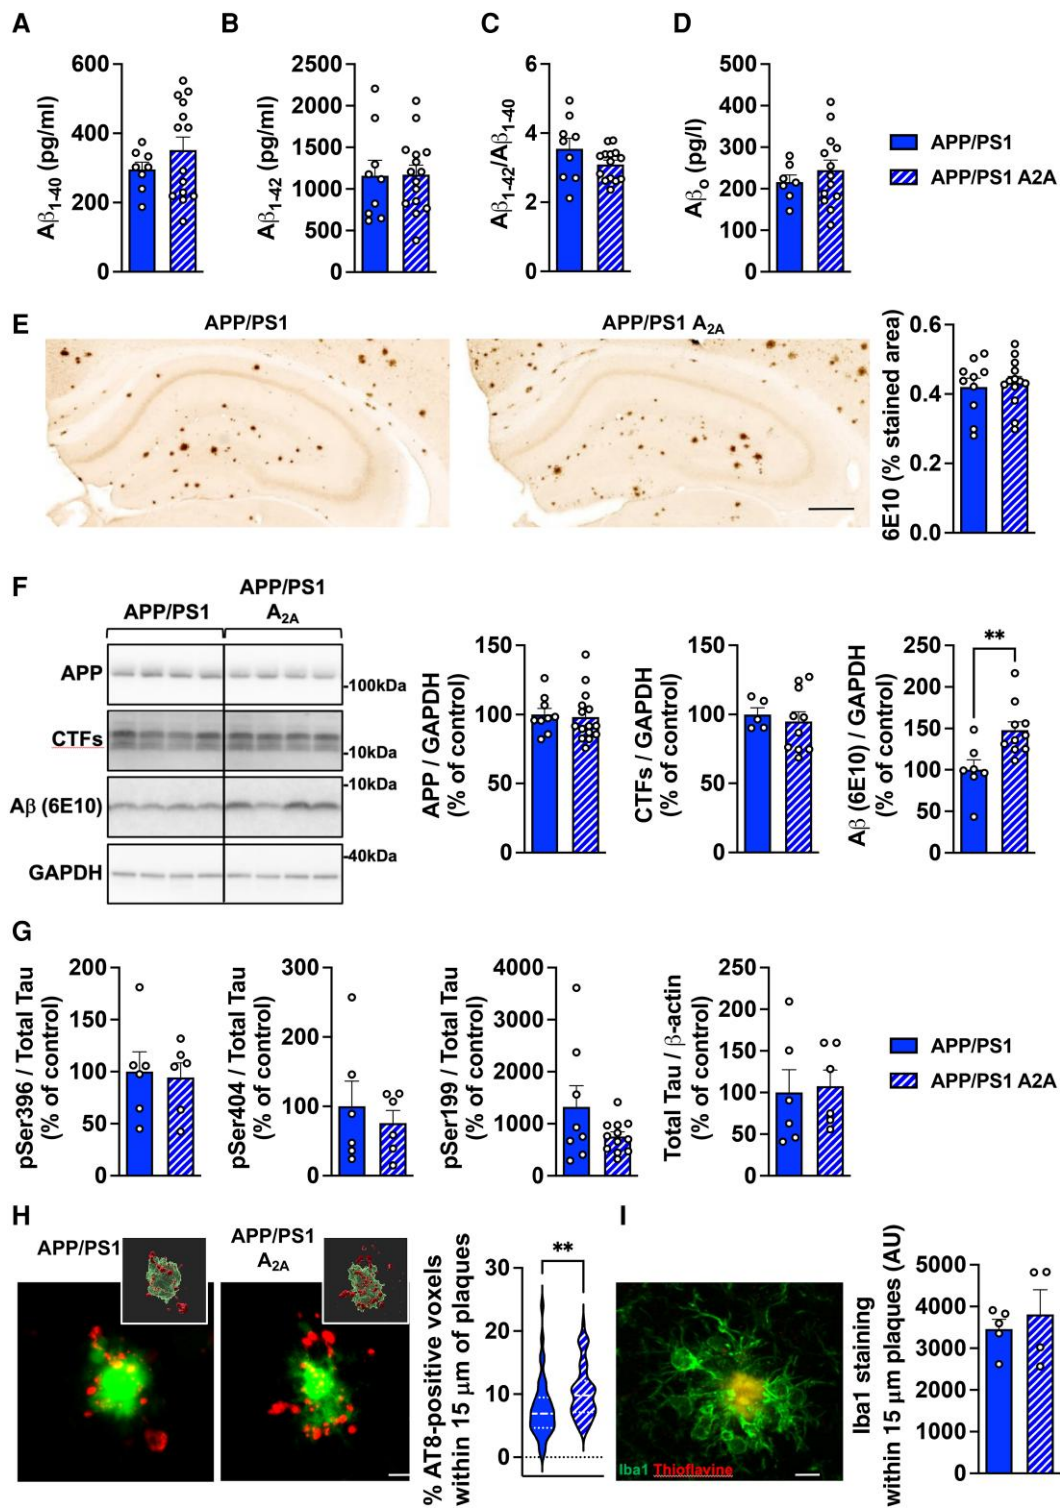 A
B
C
D
Aβ1-40 (pg/ml)
600
400
200
0
Aβ1-42 (pg/ml)
2500
2000
1500
1000
500
0
Aβ1-42/Aβ1-40
6
4
2
0
Aβo (pg/l)
500
400
300
200
100
0
APP/PS1
APP/PS1 A2A
E
APP/PS1
APP/PS1 A2A
6E10 (% stained area)
0.6
0.4
0.2
0.0
F
APP/PS1
APP/PS1
A2A
APP
-100kDa
CTFs
-10kDa
-10kDa
Aβ (6E10)
-40kDa
GAPDH
APP / GAPDH
(% of control)
150
100
50
0
CTFs / GAPDH
(% of control)
150
100
50
0
Aβ (6E10) / GAPDH
(% of control)
250
200
150
100
50
0
**
G
pSer396 / Total Tau
(% of control)
200
150
100
50
0
pSer404 / Total Tau
(% of control)
300
200
100
0
pSer199 / Total Tau
(% of control)
4000
3000
2000
1000
0
Total Tau / β-actin
(% of control)
250
200
150
100
50
0
APP/PS1
APP/PS1 A2A
H
APP/PS1
APP/PS1
A2A
% AT8-positive voxels
within 15 μm of plaques
30
20
10
0
**
I
Iba1 Thioflavine
Iba1 staining
within 15 μm plaques (AU)
5000
4000
3000
2000
1000
0